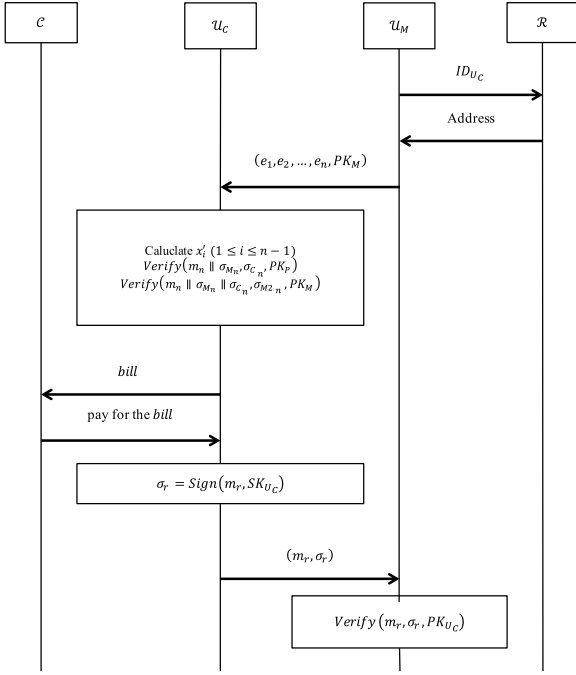 𝒞 𝒰_C 𝒰_M ℛ
ID_{U_C}
Address
(e_1,e_2,…,e_n,PK_M)
Caluclate x_i′ (1 ≤ i ≤ n − 1)
Verify(m_n ∥ σ_{M_n},σ_{C_n},PK_P)
Verify(m_n ∥ σ_{M_n} ∥ σ_{C_n},σ_{M2_n},PK_M)
bill
pay for the bill
σ_r = Sign(m_r,SK_{U_C})
(m_r,σ_r)
Verify(m_r,σ_r,PK_{U_C})